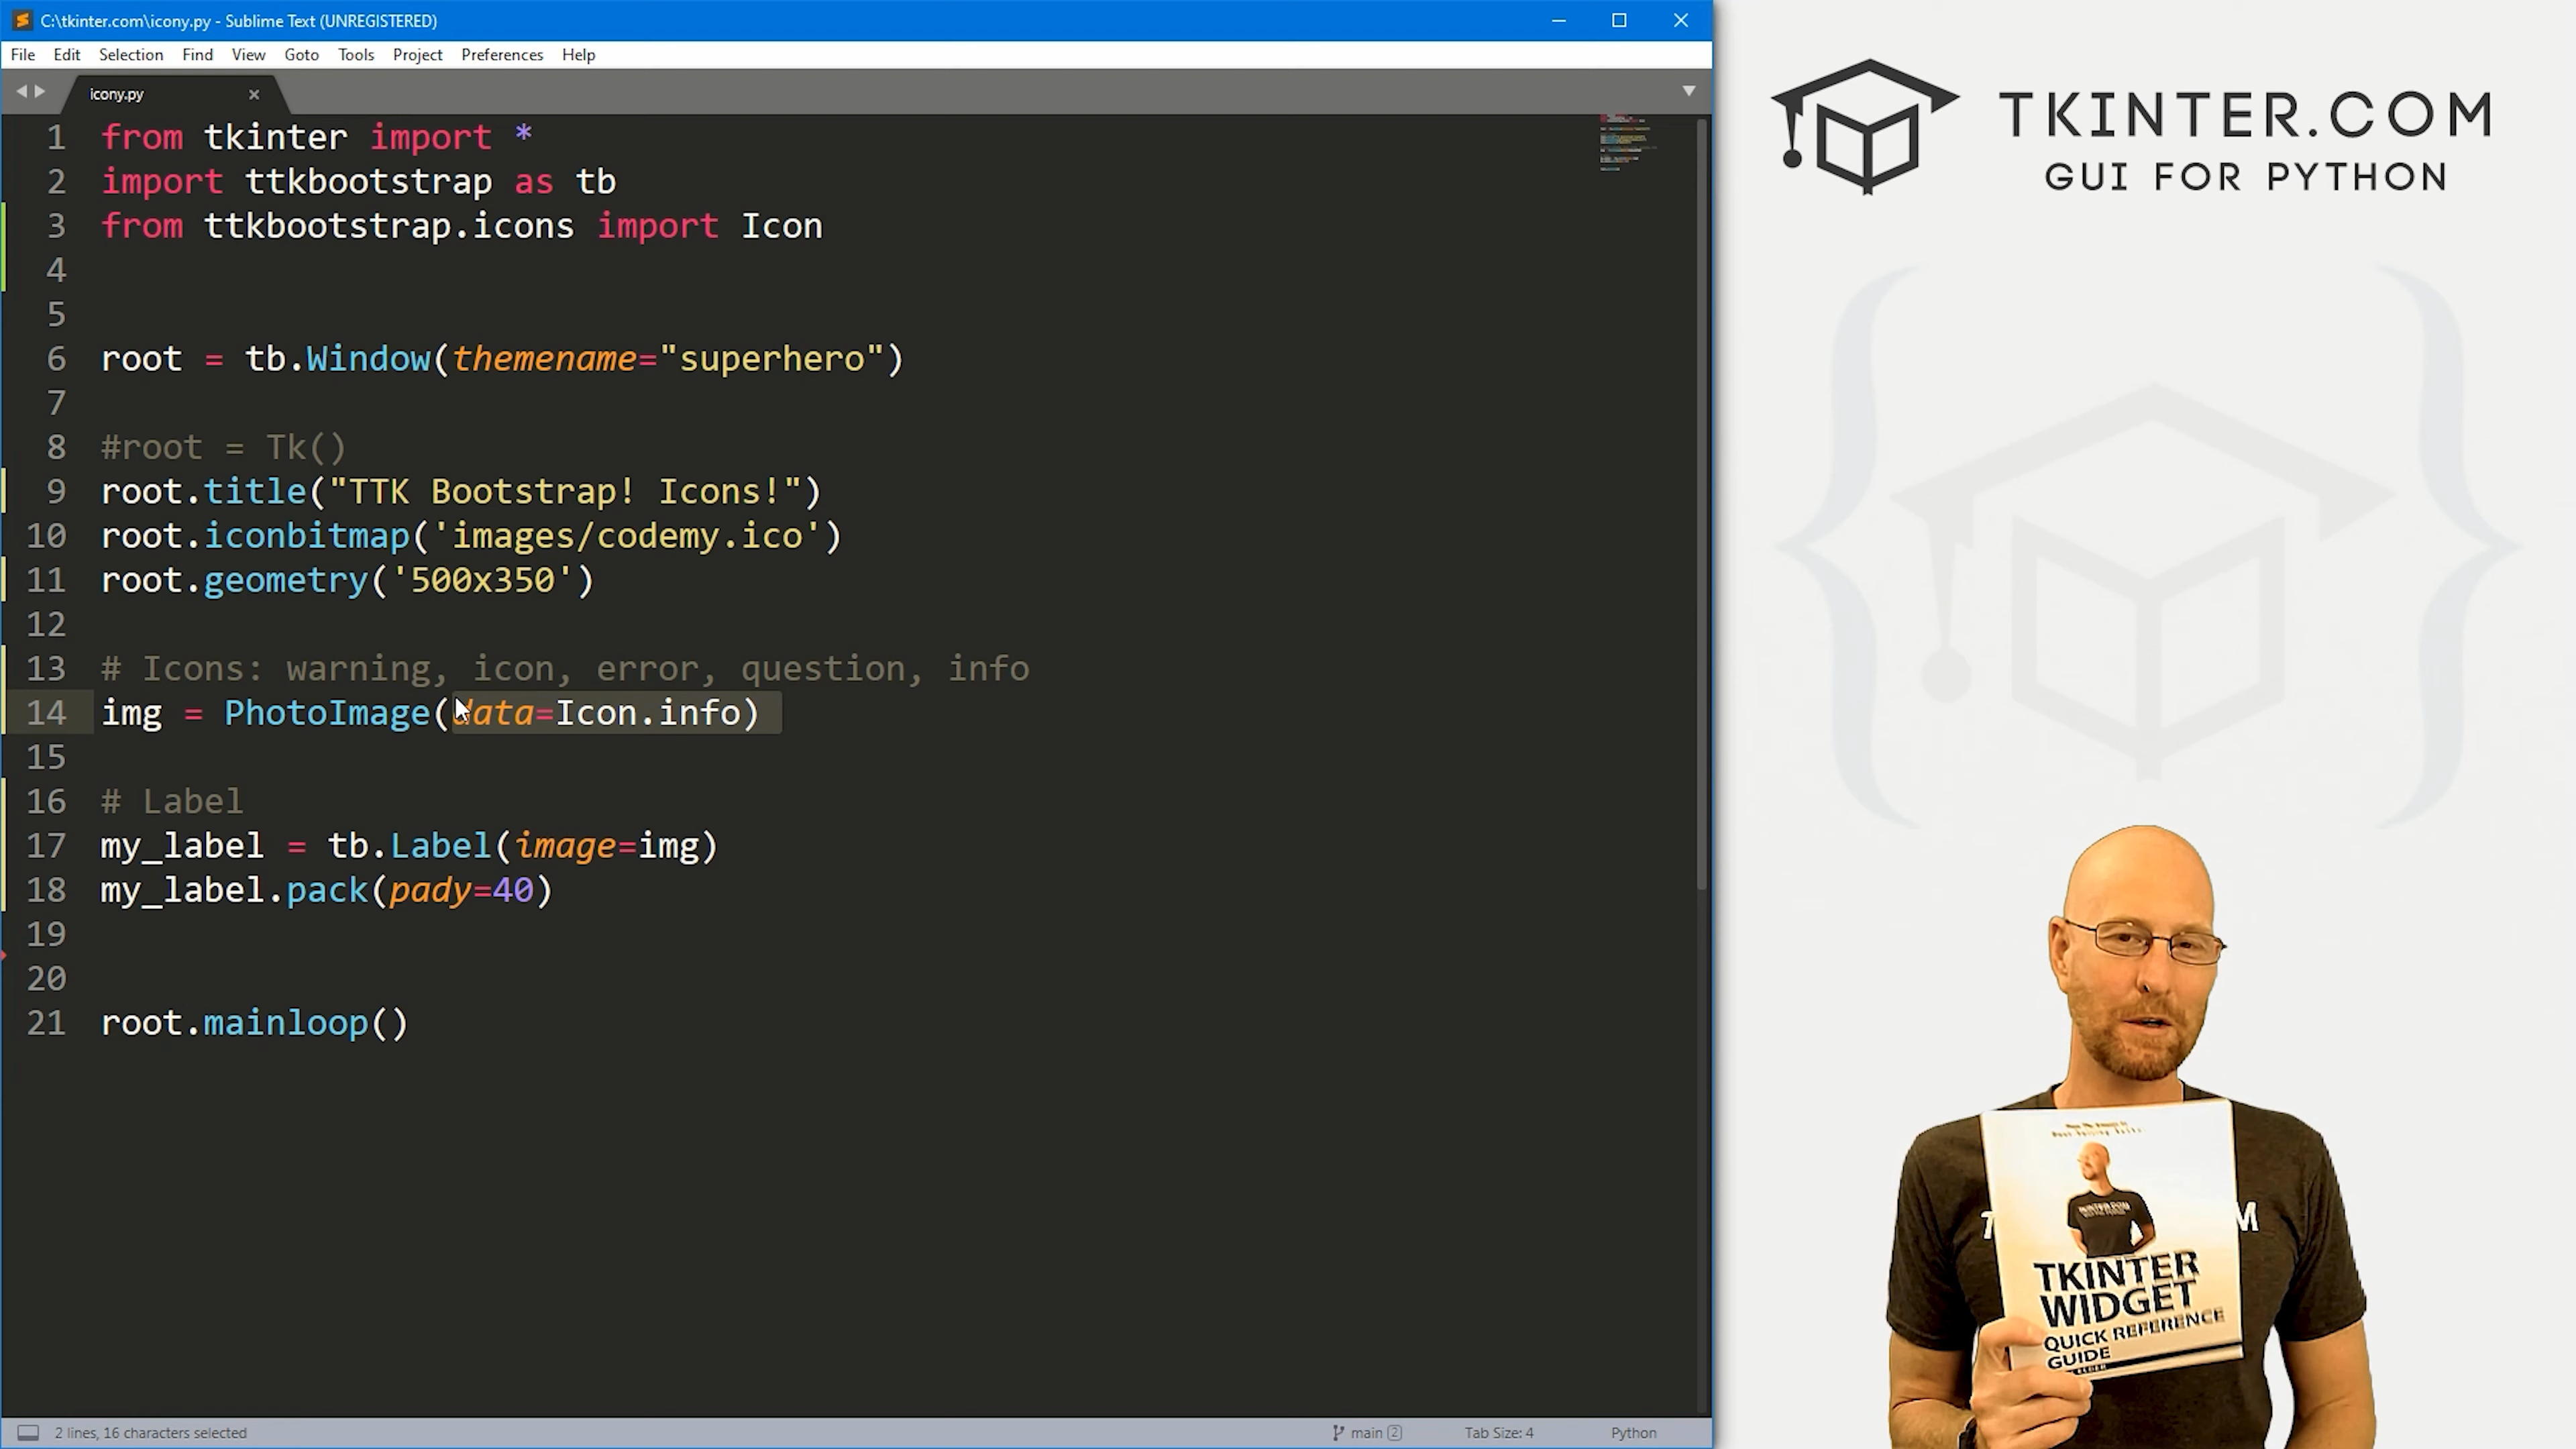 C:\tkinter.com\icony.py - Sublime Text (UNREGISTERED)
File Edit Selection Find View Goto Tools Project Preferences Help
icony.py
1 from tkinter import *
2 import ttkbootstrap as tb
3 from ttkbootstrap.icons import Icon
4
5
6 root = tb.Window(themename="superhero")
7
8 #root = Tk()
9 root.title("TTK Bootstrap! Icons!")
10 root.iconbitmap('images/codemy.ico')
11 root.geometry('500x350')
12
13 # Icons: warning, icon, error, question, info
14 img = PhotoImage(data=Icon.info)
15
16 # Label
17 my_label = tb.Label(image=img)
18 my_label.pack(pady=40)
19
20
21 root.mainloop()
2 lines, 16 characters selected
main 2
Tab Size: 4
Python
TKINTER.COM
GUI FOR PYTHON
TKINTER
WIDGET
QUICK REFERENCE
GUIDE